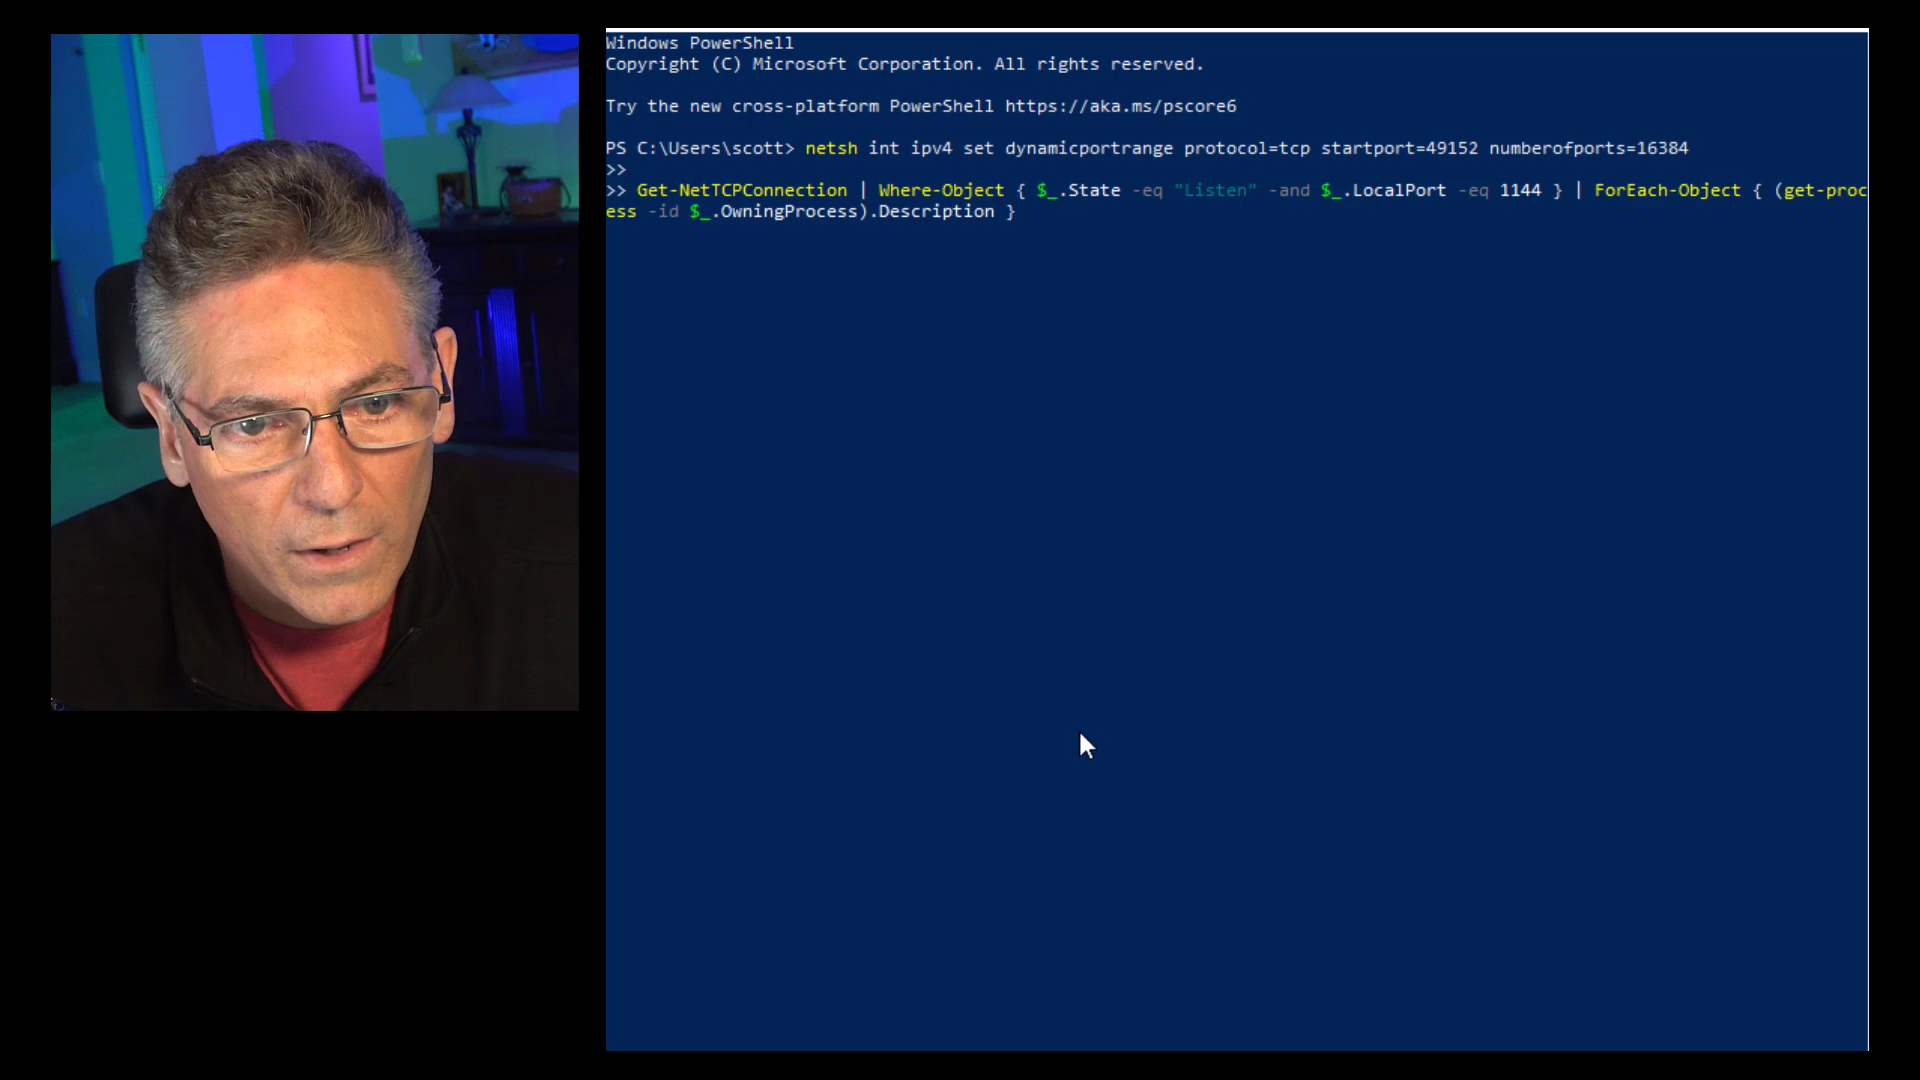 Windows PowerShell
Copyright (C) Microsoft Corporation. All rights reserved.
Try the new cross-platform PowerShell https://aka.ms/pscore6
PS C:\Users\scott> netsh int ipv4 set dynamicportrange protocol=tcp startport=49152 numberofports=16384
>>
>> Get-NetTCPConnection | Where-Object { $_.State -eq "Listen" -and $_.LocalPort -eq 1144 } | ForEach-Object { (get-proc
ess -id $_.OwningProcess).Description }